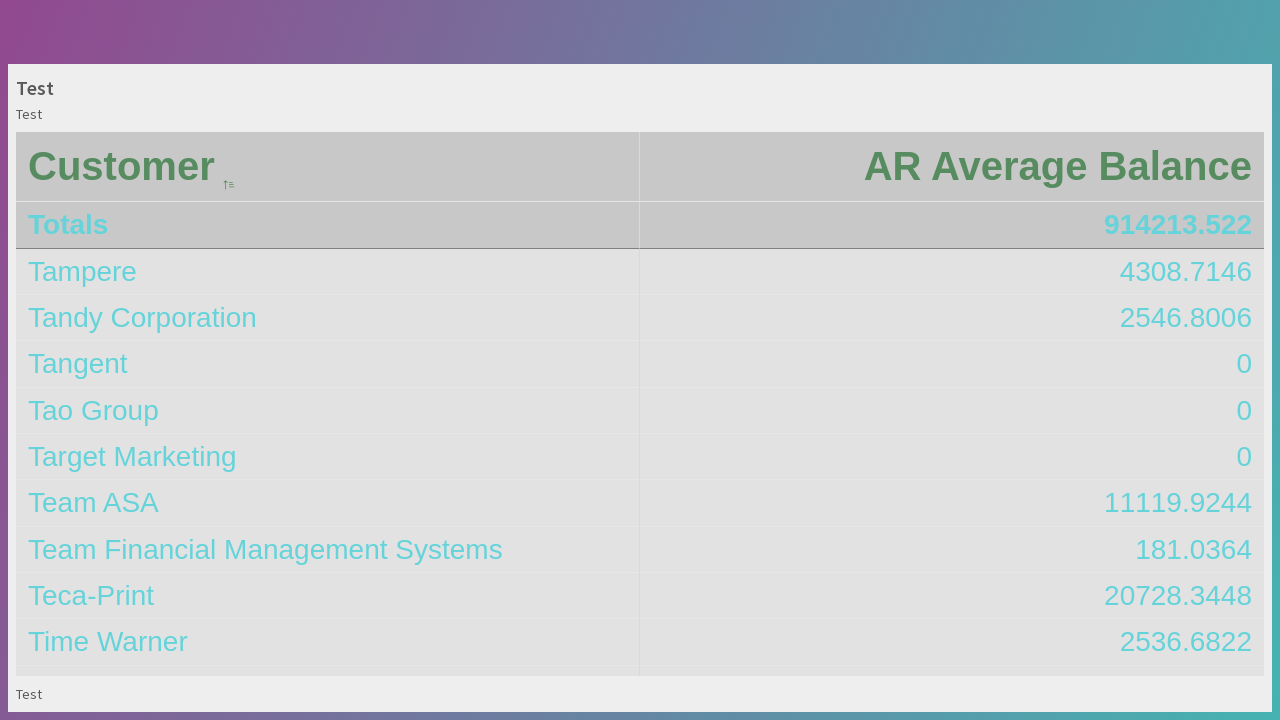 Test
Test
Customer AR Average Balance
Totals 914213.522
Tampere 4308.7146
Tandy Corporation 2546.8006
Tangent 0
Tao Group 0
Target Marketing 0
Team ASA 11119.9244
Team Financial Management Systems 181.0364
Teca-Print 20728.3448
Time Warner 2536.6822
Test